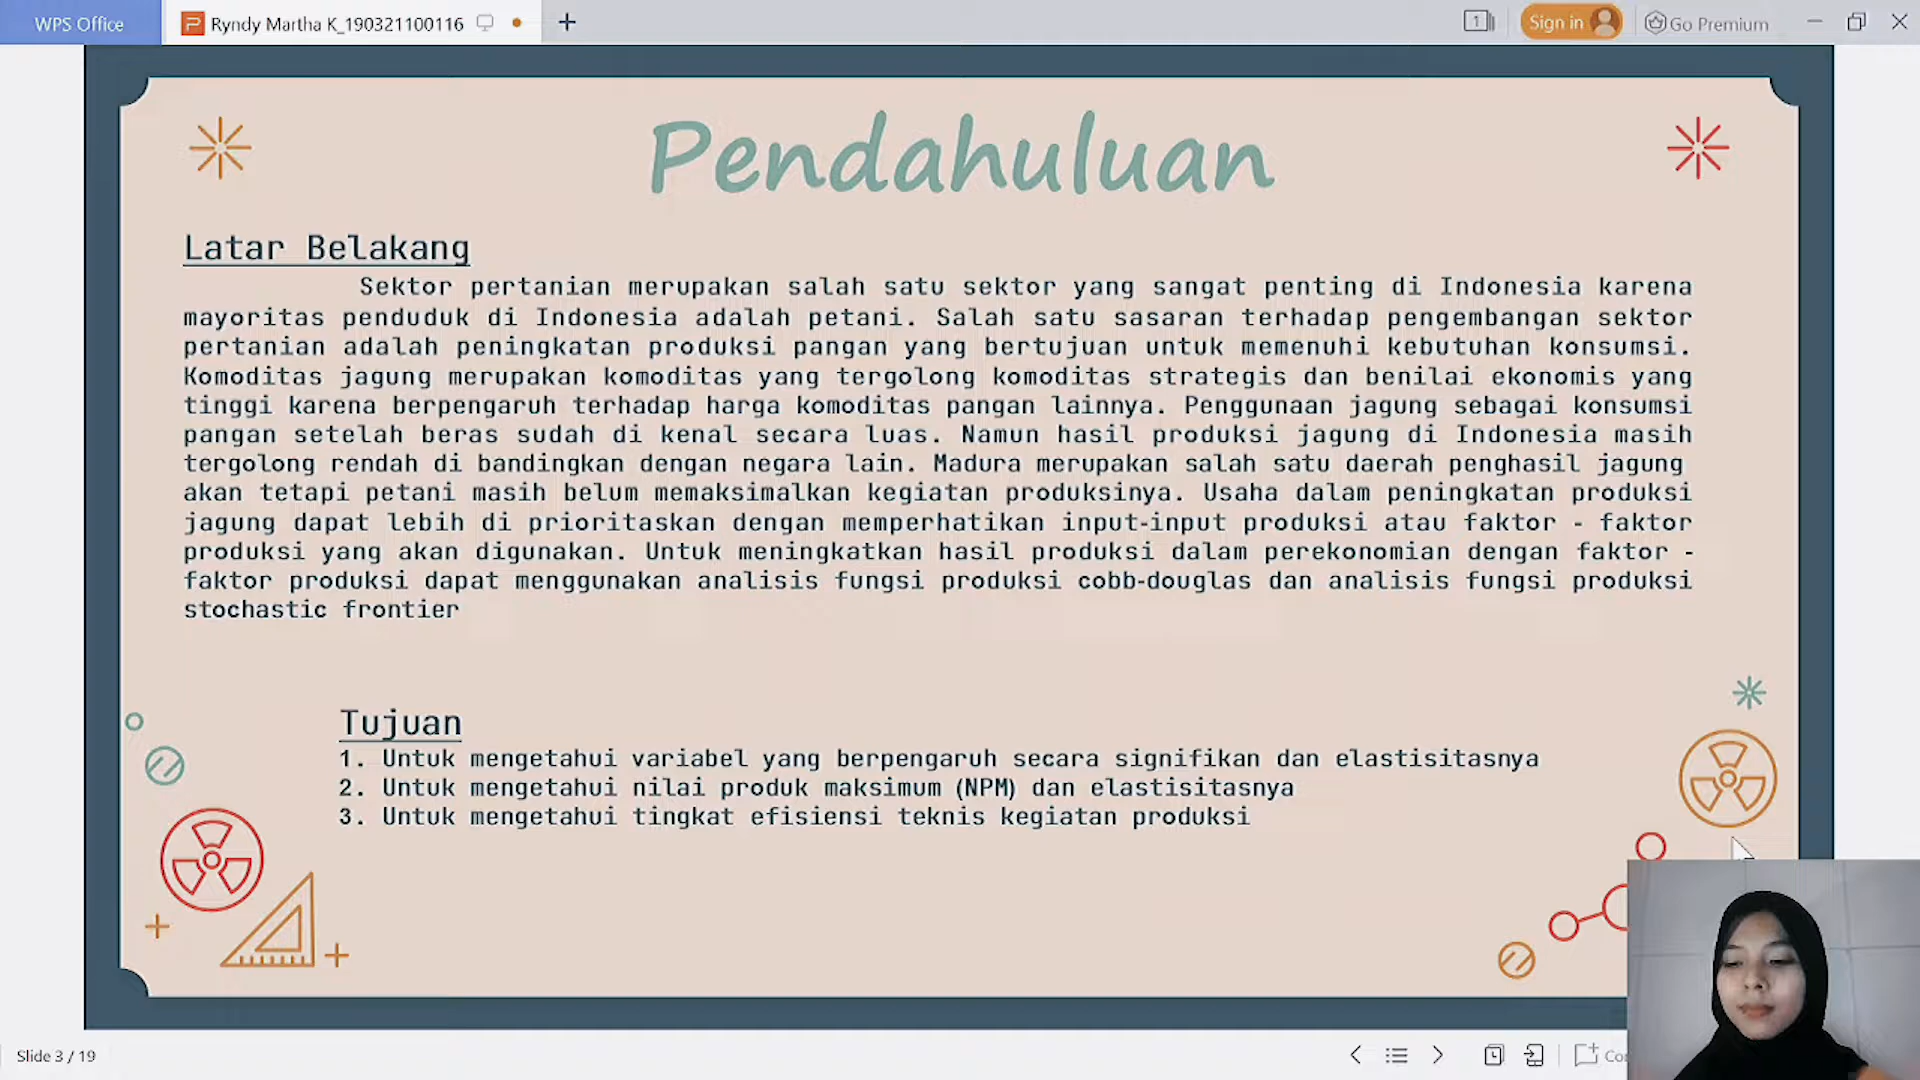 WPS Office
Ryndy Martha K_190321100116
1
Sign in
Go Premium
Pendahuluan
Latar Belakang
Sektor pertanian merupakan salah satu sektor yang sangat penting di Indonesia karena
mayoritas penduduk di Indonesia adalah petani. Salah satu sasaran terhadap pengembangan sektor
pertanian adalah peningkatan produksi pangan yang bertujuan untuk memenuhi kebutuhan konsumsi.
Komoditas jagung merupakan komoditas yang tergolong komoditas strategis dan benilai ekonomis yang
tinggi karena berpengaruh terhadap harga komoditas pangan lainnya. Penggunaan jagung sebagai konsumsi
pangan setelah beras sudah di kenal secara luas. Namun hasil produksi jagung di Indonesia masih
tergolong rendah di bandingkan dengan negara lain. Madura merupakan salah satu daerah penghasil jagung
akan tetapi petani masih belum memaksimalkan kegiatan produksinya. Usaha dalam peningkatan produksi
jagung dapat lebih di prioritaskan dengan memperhatikan input-input produksi atau faktor - faktor
produksi yang akan digunakan. Untuk meningkatkan hasil produksi dalam perekonomian dengan faktor -
faktor produksi dapat menggunakan analisis fungsi produksi cobb-douglas dan analisis fungsi produksi
stochastic frontier
Tujuan
1. Untuk mengetahui variabel yang berpengaruh secara signifikan dan elastisitasnya
2. Untuk mengetahui nilai produk maksimum (NPM) dan elastisitasnya
3. Untuk mengetahui tingkat efisiensi teknis kegiatan produksi
Slide 3 / 19